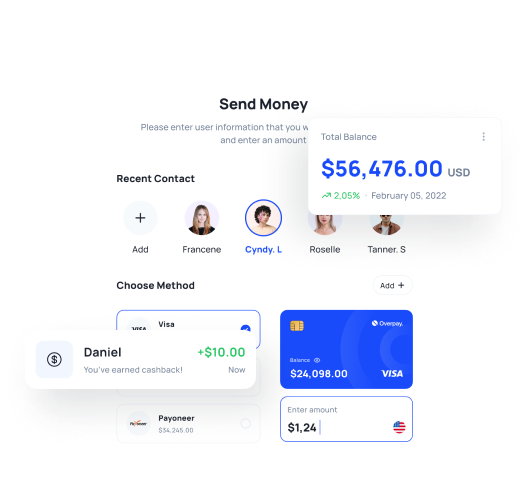 Send Money
Please enter user information that you w
and enter an amount
Total Balance
$56,476.00 USD
2,05% · February 05, 2022
Recent Contact
Add
Francene
Cyndy. L
Roselle
Tanner. S
Choose Method
Add +
Visa
VISA
Daniel
+$10.00
You've earned cashback!
Now
Payoneer
Payoneer
$34,245.00
Overpay.
Balance
$24,098.00
VISA
Enter amount
$1,24